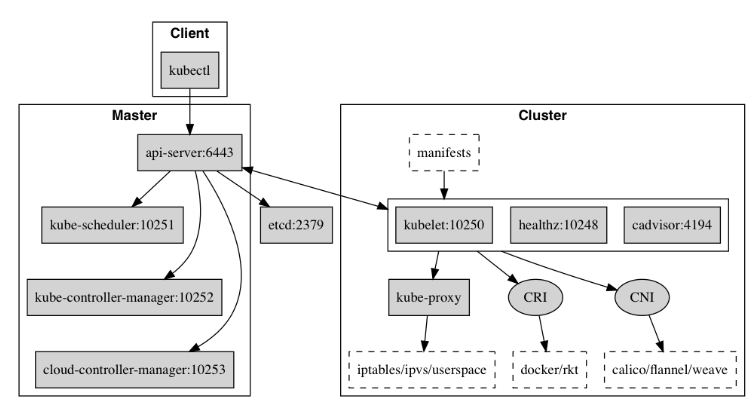 Client
kubectl
Master
Cluster
api-server:6443
manifests
kube-scheduler:10251
etcd:2379
kubelet:10250
healthz:10248
cadvisor:4194
kube-controller-manager:10252
kube-proxy
CRI
CNI
cloud-controller-manager:10253
iptables/ipvs/userspace
docker/rkt
calico/flannel/weave